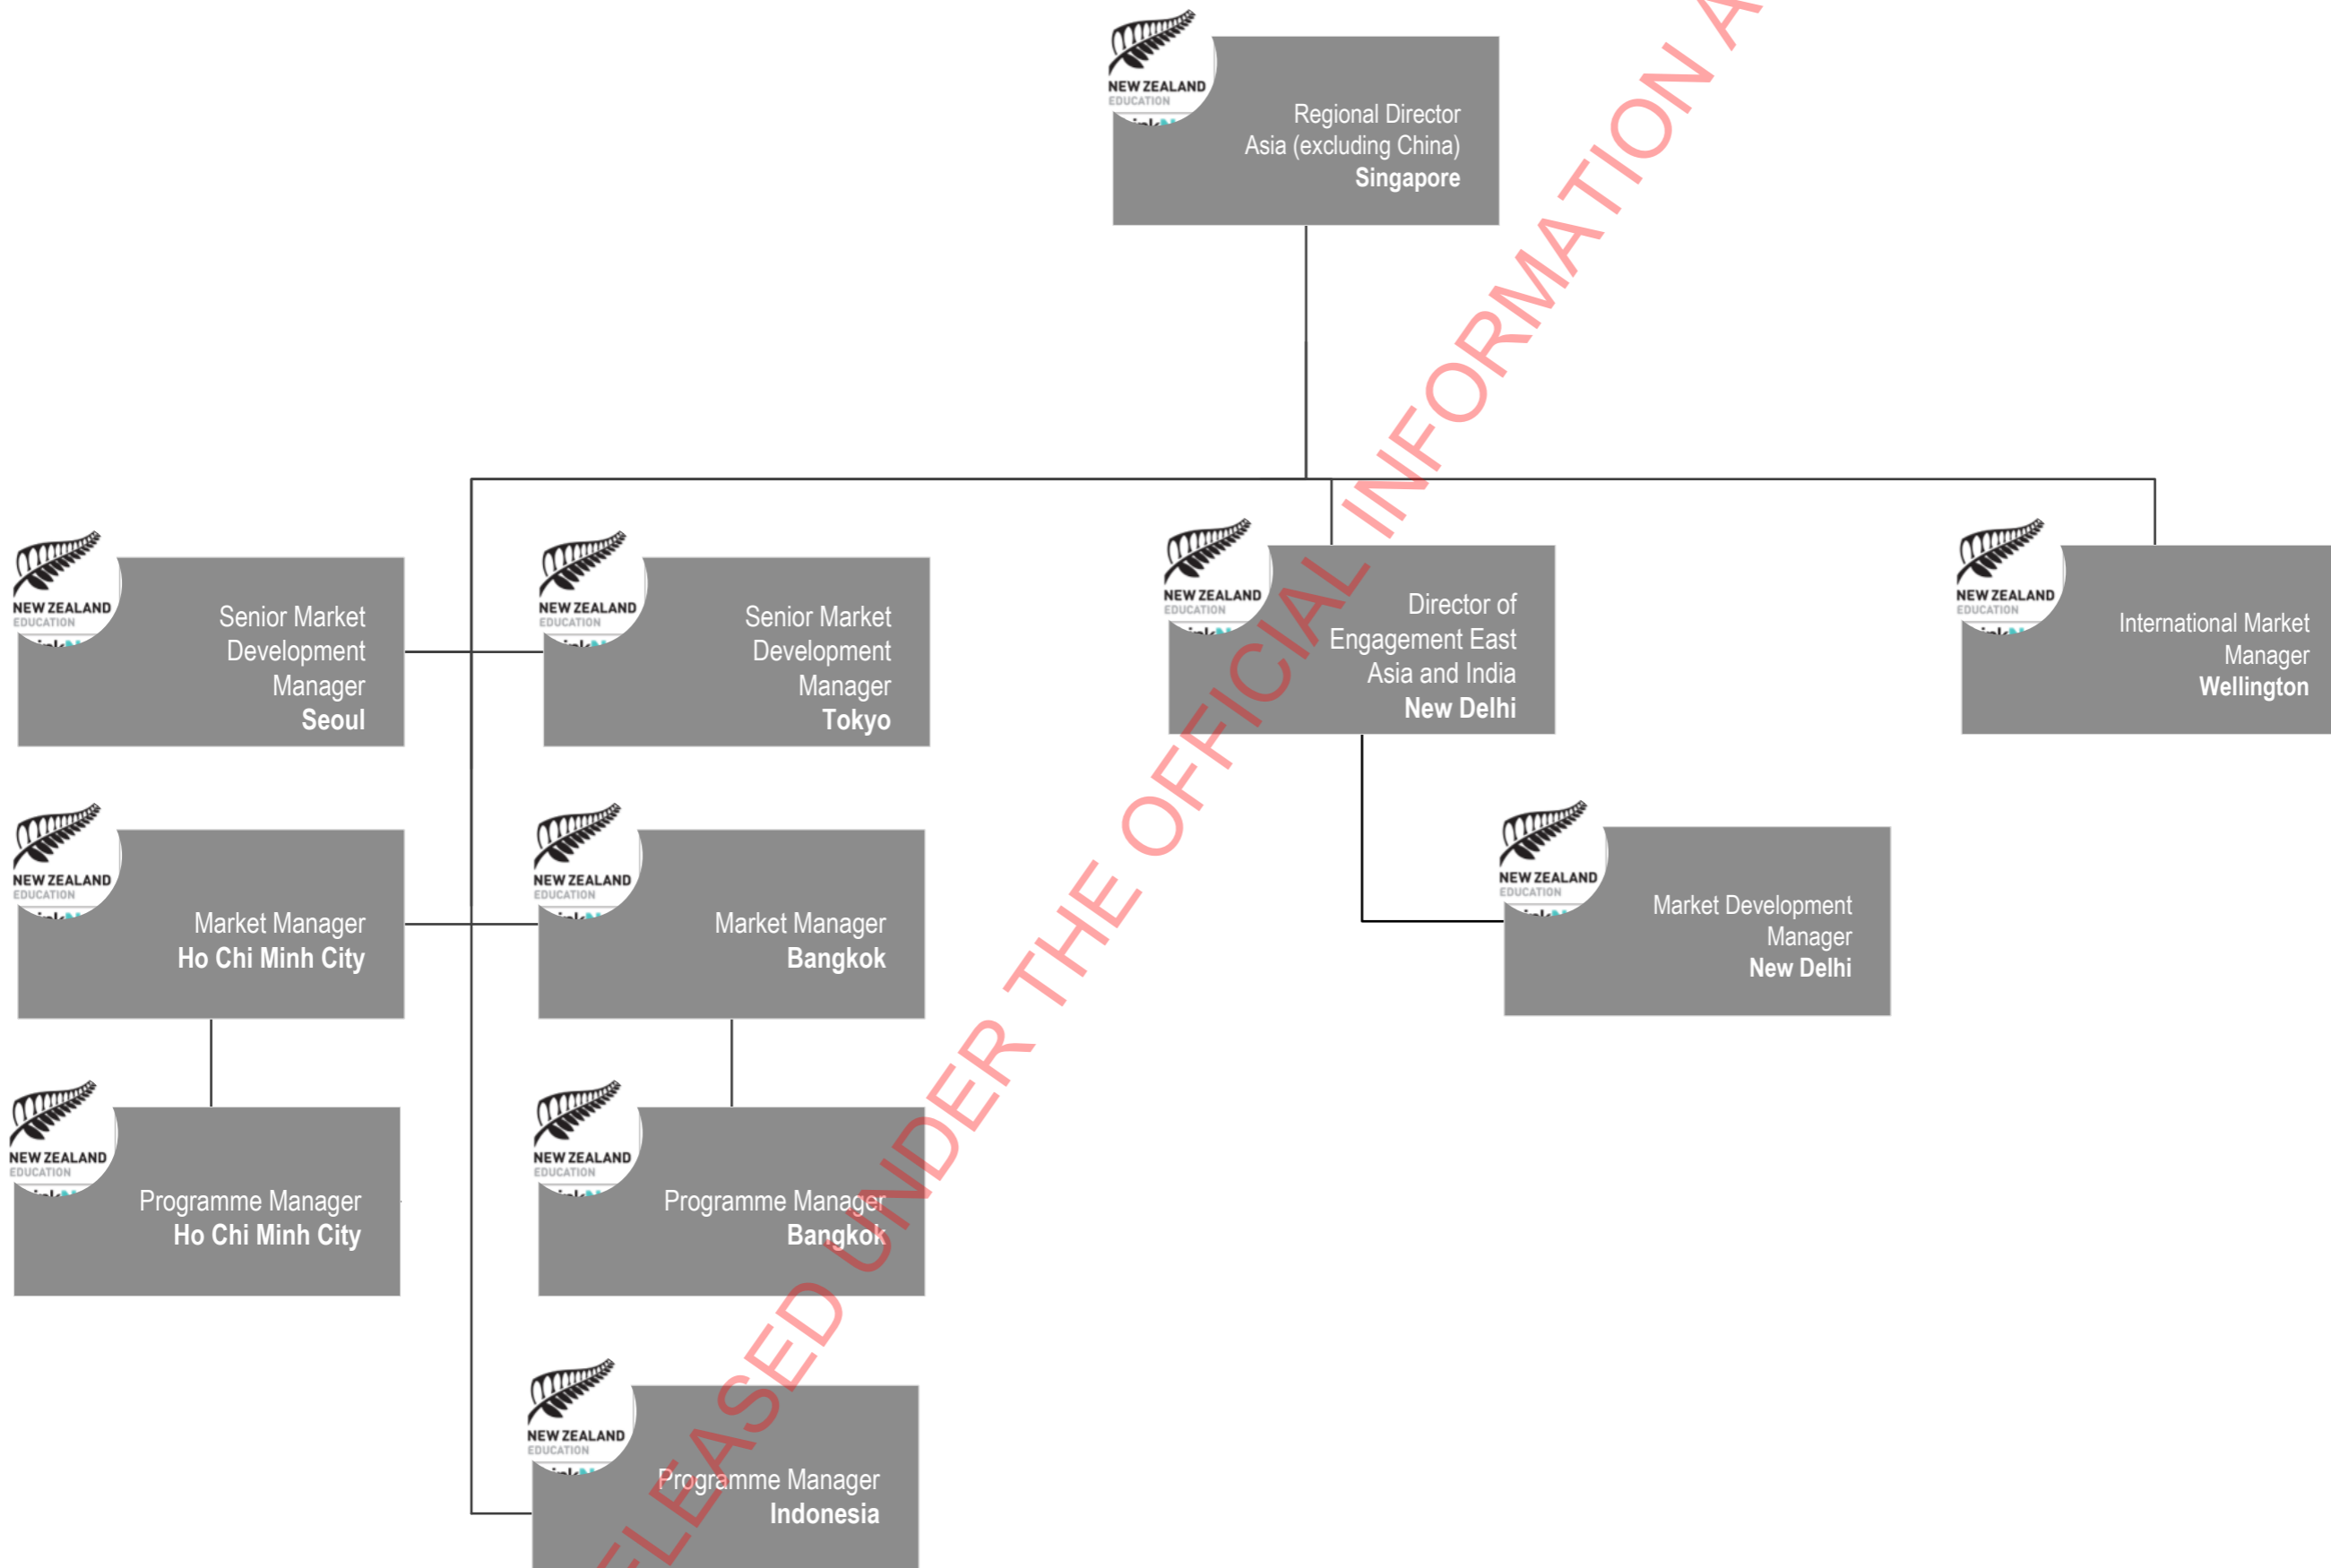 NEW ZEALAND
EDUCATION
Regional Director
Asia (excluding China)
Singapore
NEW ZEALAND
EDUCATION
Senior Market
Development
Manager
Seoul
NEW ZEALAND
EDUCATION
Senior Market
Development
Manager
Tokyo
NEW ZEALAND
EDUCATION
Director of
Engagement East
Asia and India
New Delhi
NEW ZEALAND
EDUCATION
International Market
Manager
Wellington
NEW ZEALAND
EDUCATION
Market Manager
Ho Chi Minh City
NEW ZEALAND
EDUCATION
Market Manager
Bangkok
NEW ZEALAND
EDUCATION
Market Development
Manager
New Delhi
NEW ZEALAND
EDUCATION
Programme Manager
Ho Chi Minh City
NEW ZEALAND
EDUCATION
Programme Manager
Bangkok
NEW ZEALAND
EDUCATION
Programme Manager
Indonesia
UNDER THE OFFICIAL INFORMATION